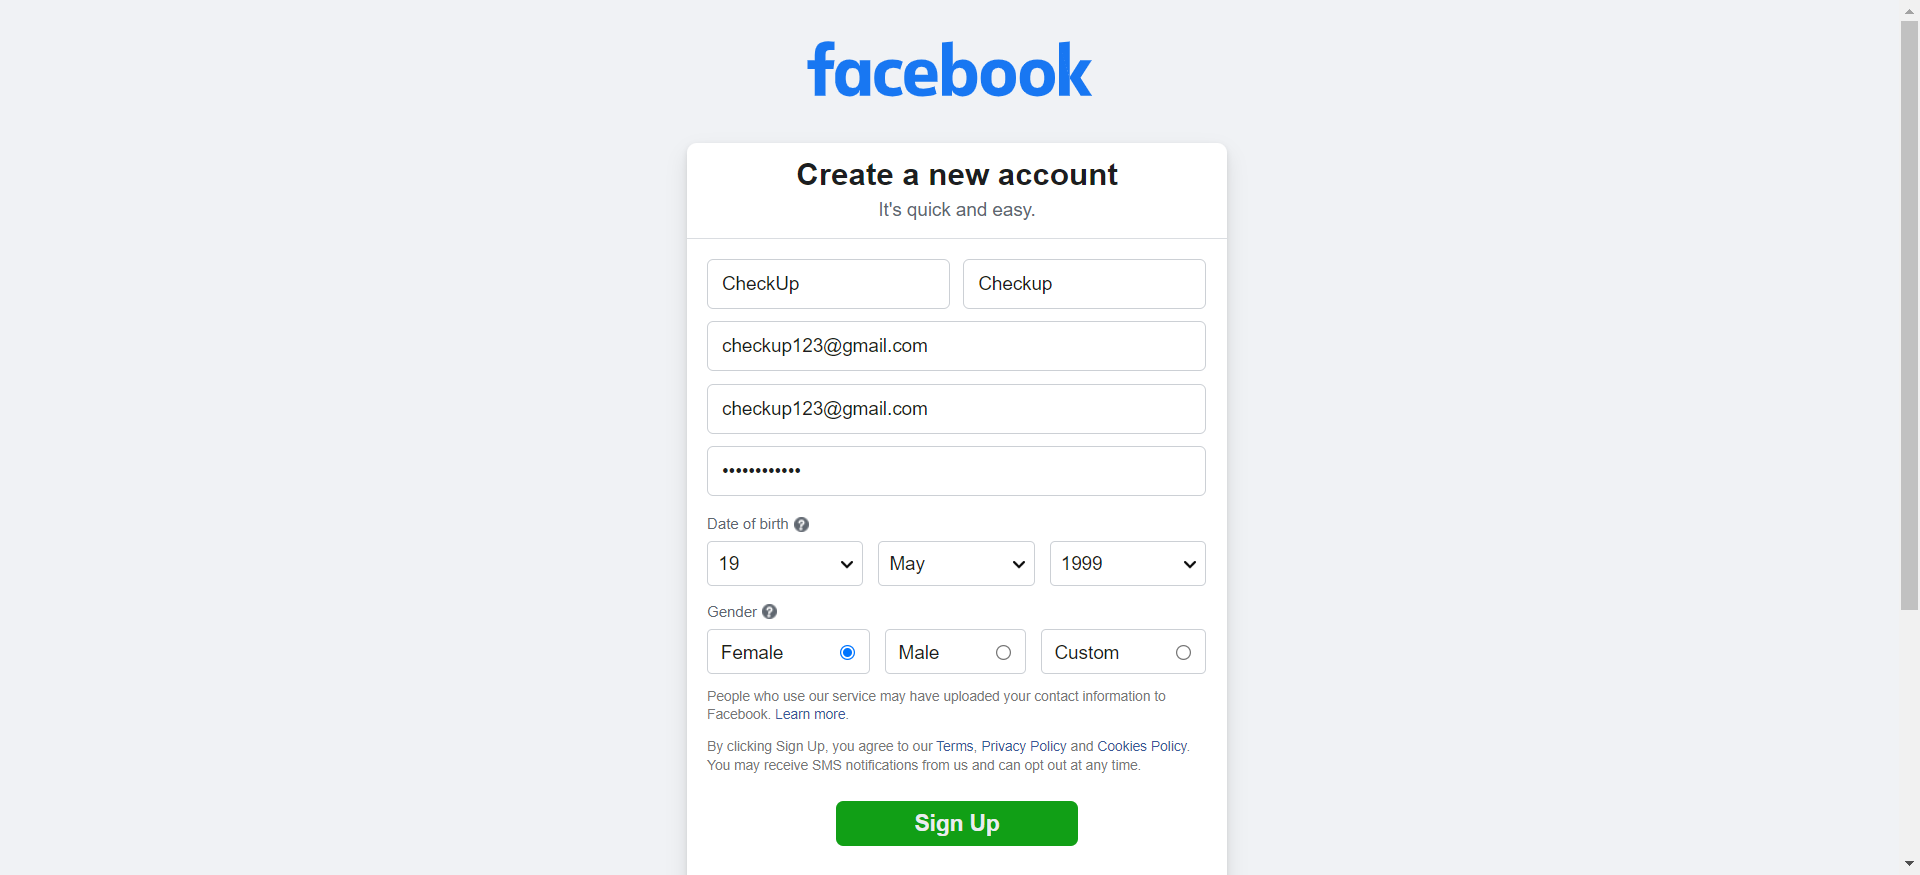 facebook
Create a new account
It's quick and easy.
CheckUp Checkup
checkup123@gmail.com
checkup123@gmail.com
••••••••••••
Date of birth ?
19 May 1999
Gender ?
Female Male Custom
People who use our service may have uploaded your contact information to
Facebook. Learn more.
By clicking Sign Up, you agree to our Terms, Privacy Policy and Cookies Policy.
You may receive SMS notifications from us and can opt out at any time.
Sign Up